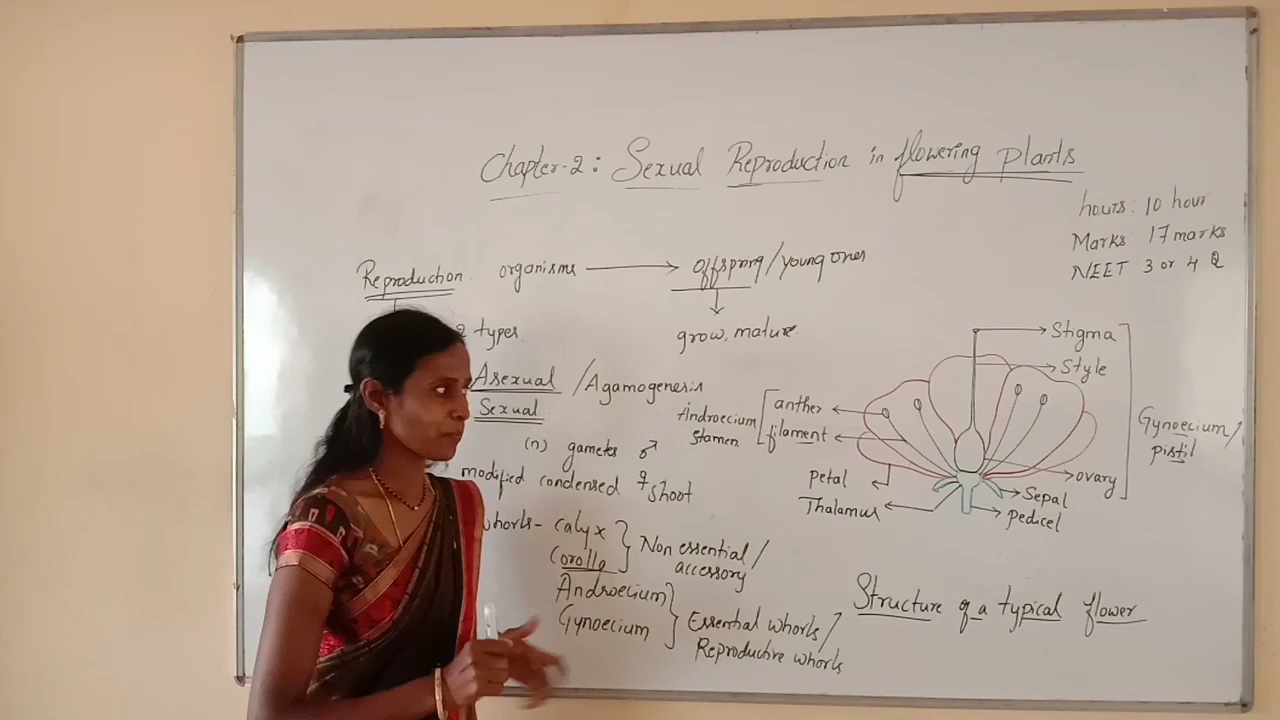 Chapter-2: Sexual Reproduction in flowering plants
hours: 10 hour
Marks: 17 marks
NEET 3 or 4 Q
Reproduction. organisms → offspring/young ones
grow, mature
2 types.
Asexual /Agamogenesis
Sexual
(n) gametes ♂
♀
modified condensed shoot
whorls- Calyx
Corolla
Non essential/
accessory
Androecium
Gynoecium
Essential whorls/
Reproductive whorls
Stigma
Style
Gynoecium/
pistil
ovary
Sepal
Pedicel
Androecium
stamen
anther
filament
Petal
Thalamus
Structure of a typical flower